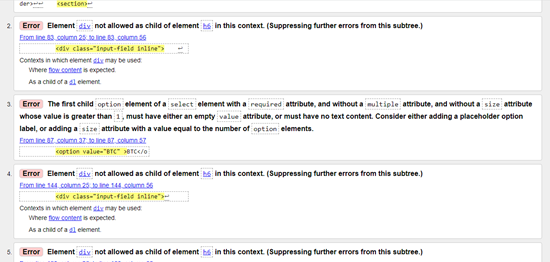 der>↩↩ <section>
2. Error Element div not allowed as child of element h6 in this context. (Suppressing further errors from this subtree.)
From line 83, column 25; to line 83, column 56
<div class="input-field inline"> ↩
Contexts in which element div may be used:
Where flow content is expected.
As a child of a dl element.
3. Error The first child option element of a select element with a required attribute, and without a multiple attribute, and without a size attribute
whose value is greater than 1, must have either an empty value attribute, or must have no text content. Consider either adding a placeholder option
label, or adding a size attribute with a value equal to the number of option elements.
From line 87, column 37; to line 87, column 57
<option value="BTC" >BTC</o
4. Error Element div not allowed as child of element h6 in this context. (Suppressing further errors from this subtree.)
From line 144, column 25; to line 144, column 56
<div class="input-field inline">↩
Contexts in which element div may be used:
Where flow content is expected.
As a child of a dl element.
5. Error Element div not allowed as child of element h6 in this context. (Suppressing further errors from this subtree.)